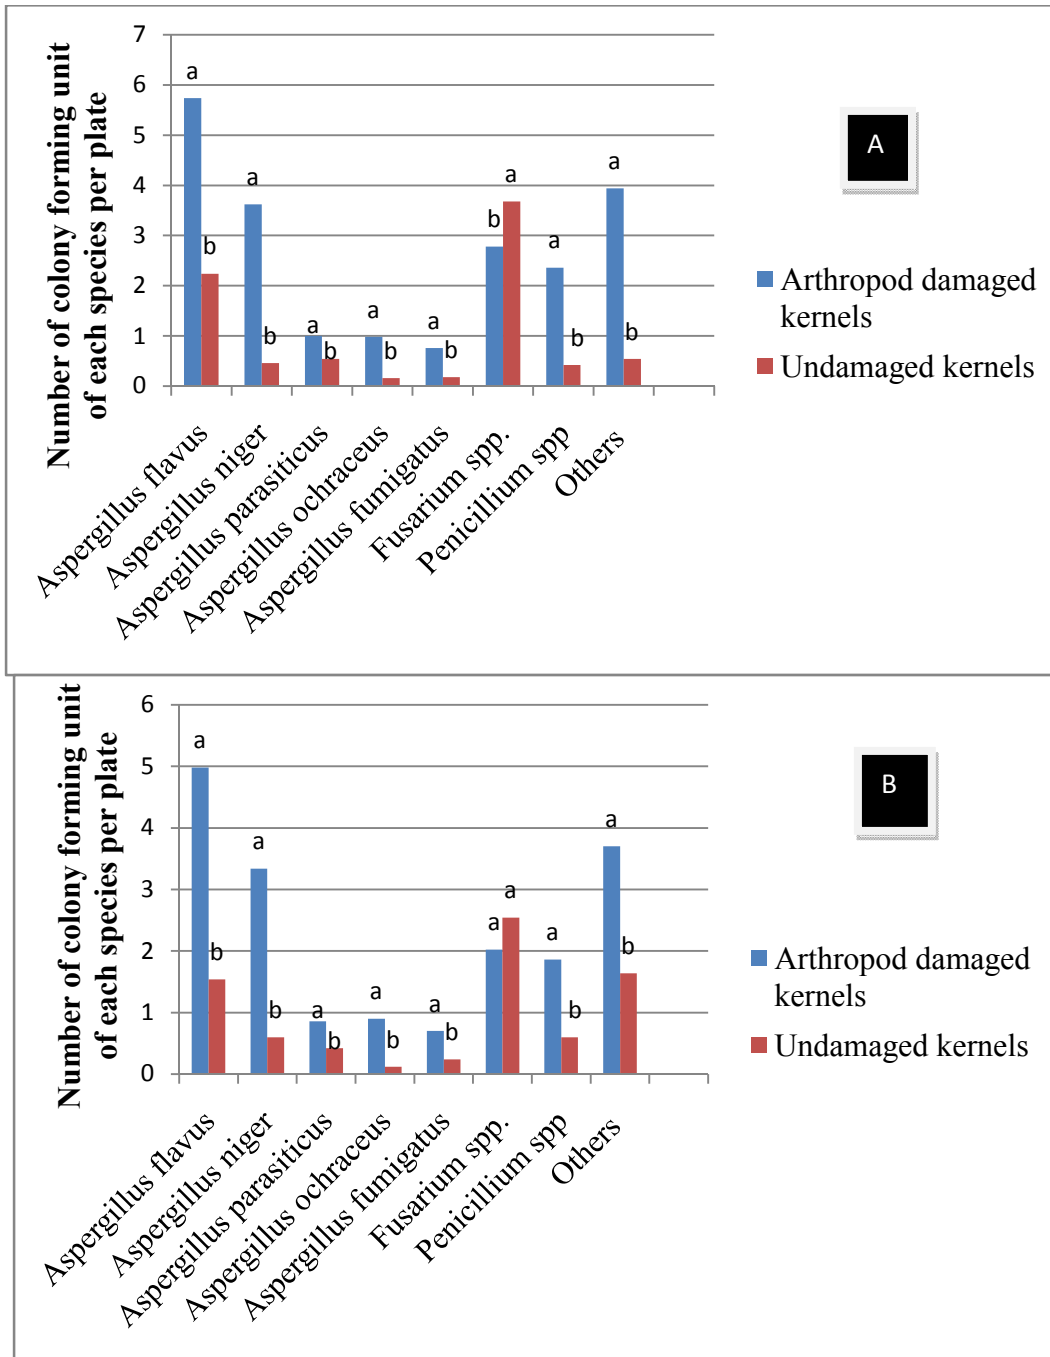 Number of colony forming unit
of each species per plate
7
6
5
4
3
2
1
0
a
b
a
b
a
b
a
b
a
b
b
a
a
b
a
b
A
Arthropod damaged
kernels
Undamaged kernels
Aspergillus flavus
Aspergillus niger
Aspergillus parasiticus
Aspergillus ochraceus
Aspergillus fumigatus
Fusarium spp.
Penicillium spp
Others
Number of colony forming unit
of each species per plate
6
5
4
3
2
1
0
a
b
a
b
a
b
a
b
a
b
a
a
a
b
a
b
B
Arthropod damaged
kernels
Undamaged kernels
Aspergillus flavus
Aspergillus niger
Aspergillus parasiticus
Aspergillus ochraceus
Aspergillus fumigatus
Fusarium spp.
Penicillium spp
Others